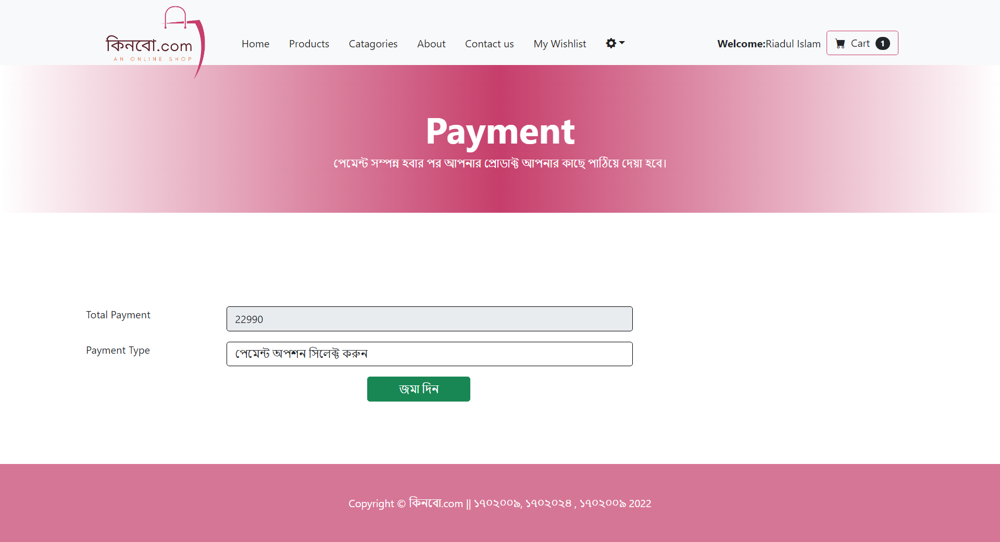 কিনবো.com
AN ONLINE SHOP
Home Products Catagories About Contact us My Wishlist Welcome:Riadul Islam Cart 1
Payment
পেমেন্ট সম্পন্ন হবার পর আপনার প্রোডাক্ট আপনার কাছে পাঠিয়ে দেয়া হবে।
Total Payment 22990
Payment Type পেমেন্ট অপশন সিলেক্ট করুন
জমা দিন
Copyright © কিনবো.com || ১৭০২০০৯, ১৭০২০২৪ , ১৭০২০০৯ 2022